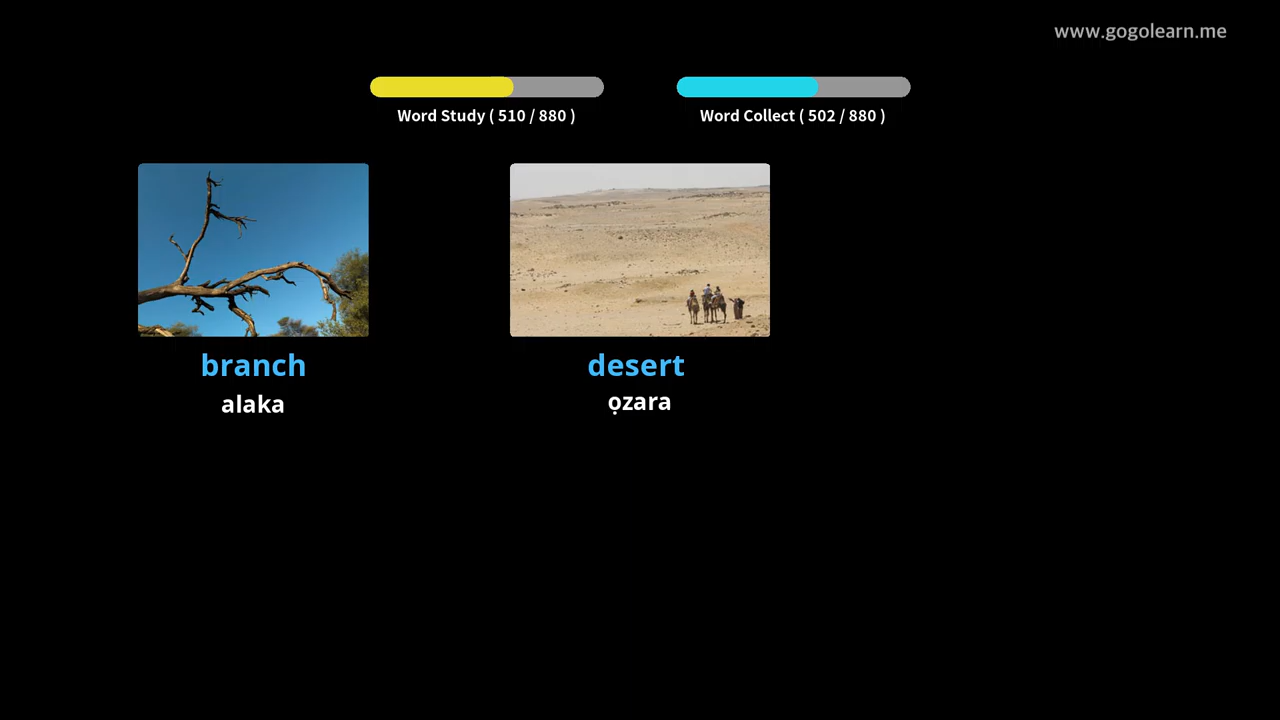 www.gogolearn.me
Word Study ( 510 / 880 )
Word Collect ( 502 / 880 )
branch
alaka
desert
ọzara